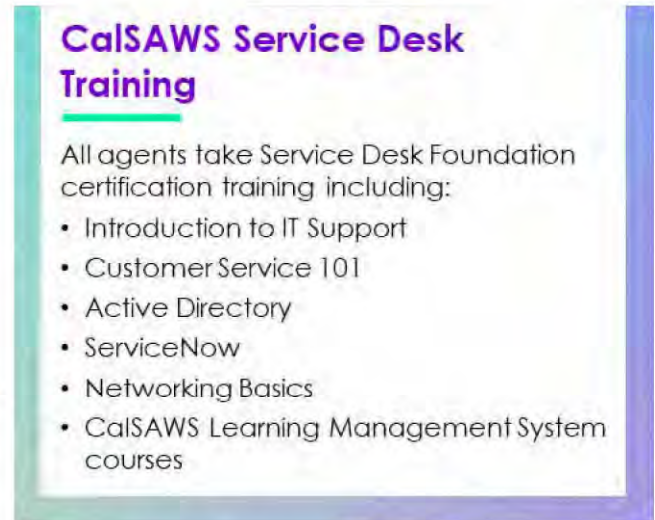 CalSAWS Service Desk
Training
All agents take Service Desk Foundation
certification training including:
• Introduction to IT Support
• Customer Service 101
• Active Directory
• ServiceNow
• Networking Basics
• CalSAWS Learning Management System
courses